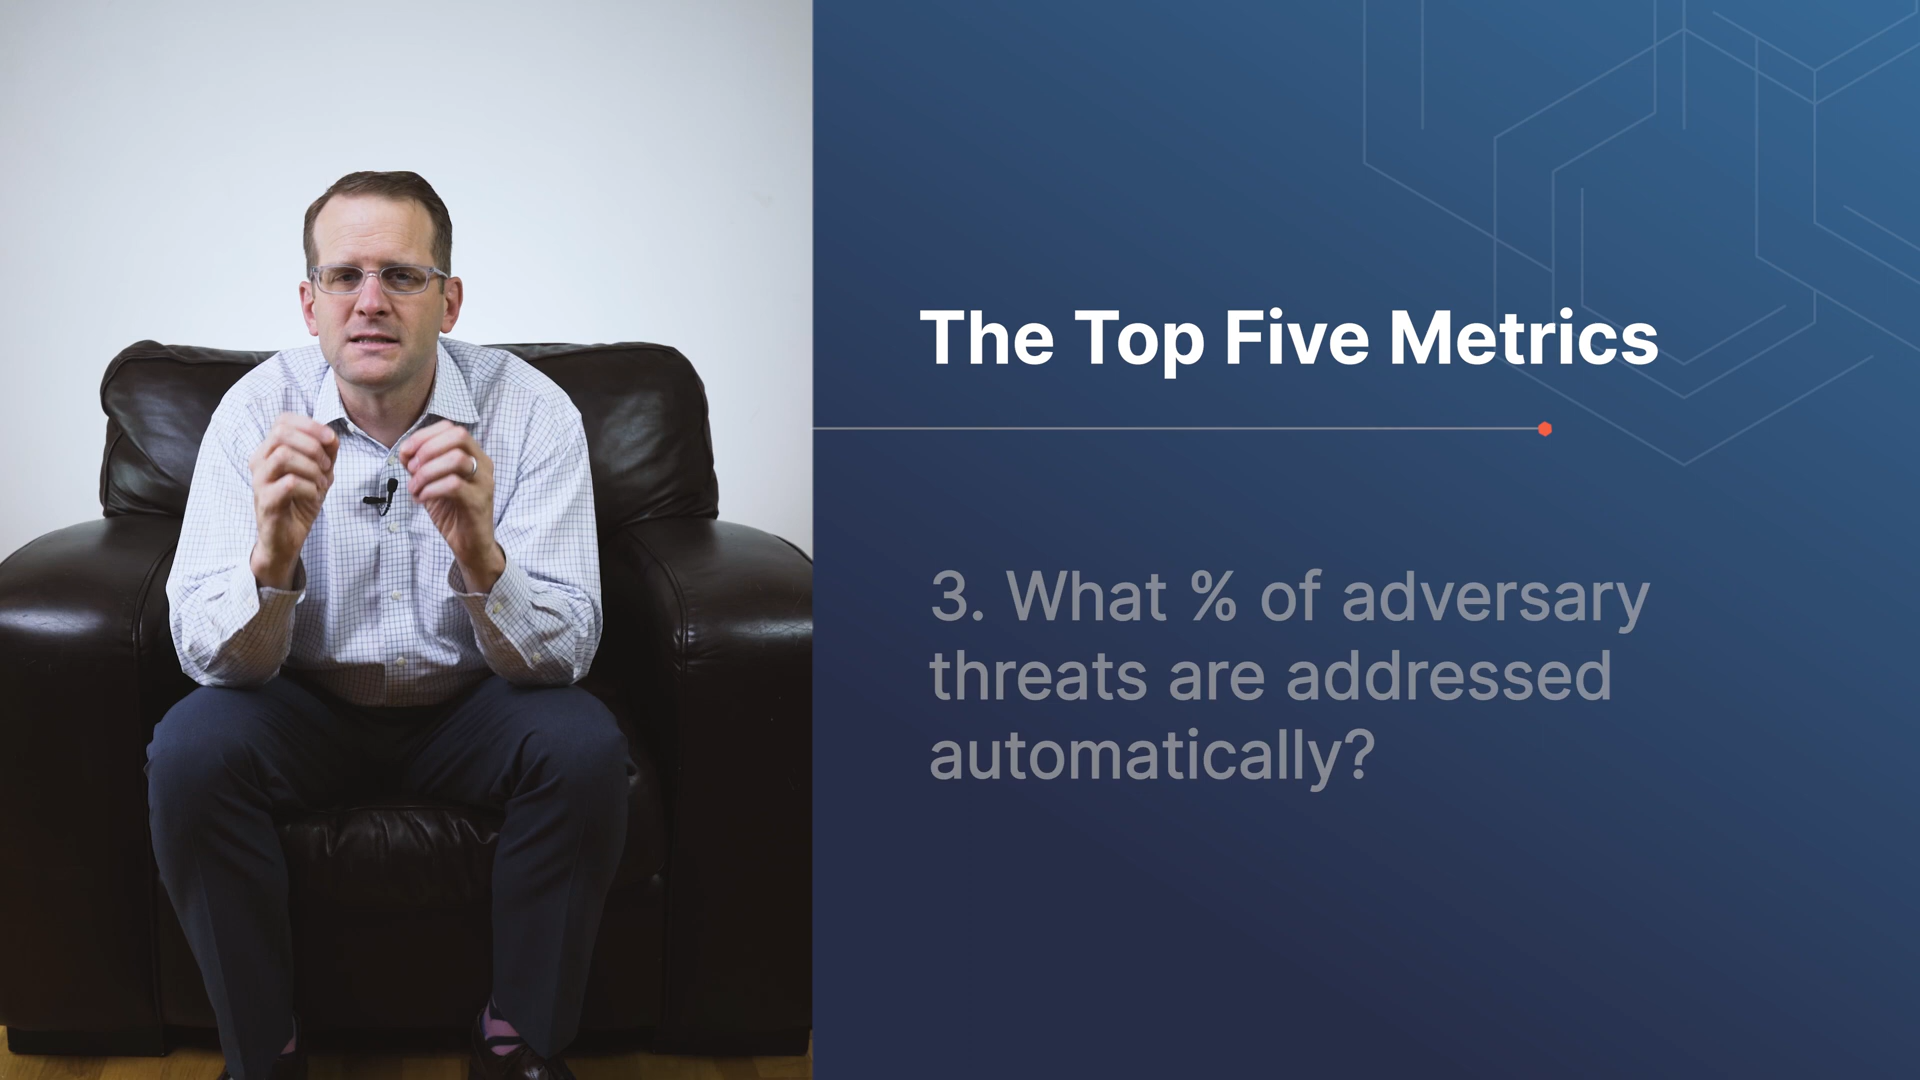 The Top Five Metrics
3. What % of adversary
threats are addressed
automatically?